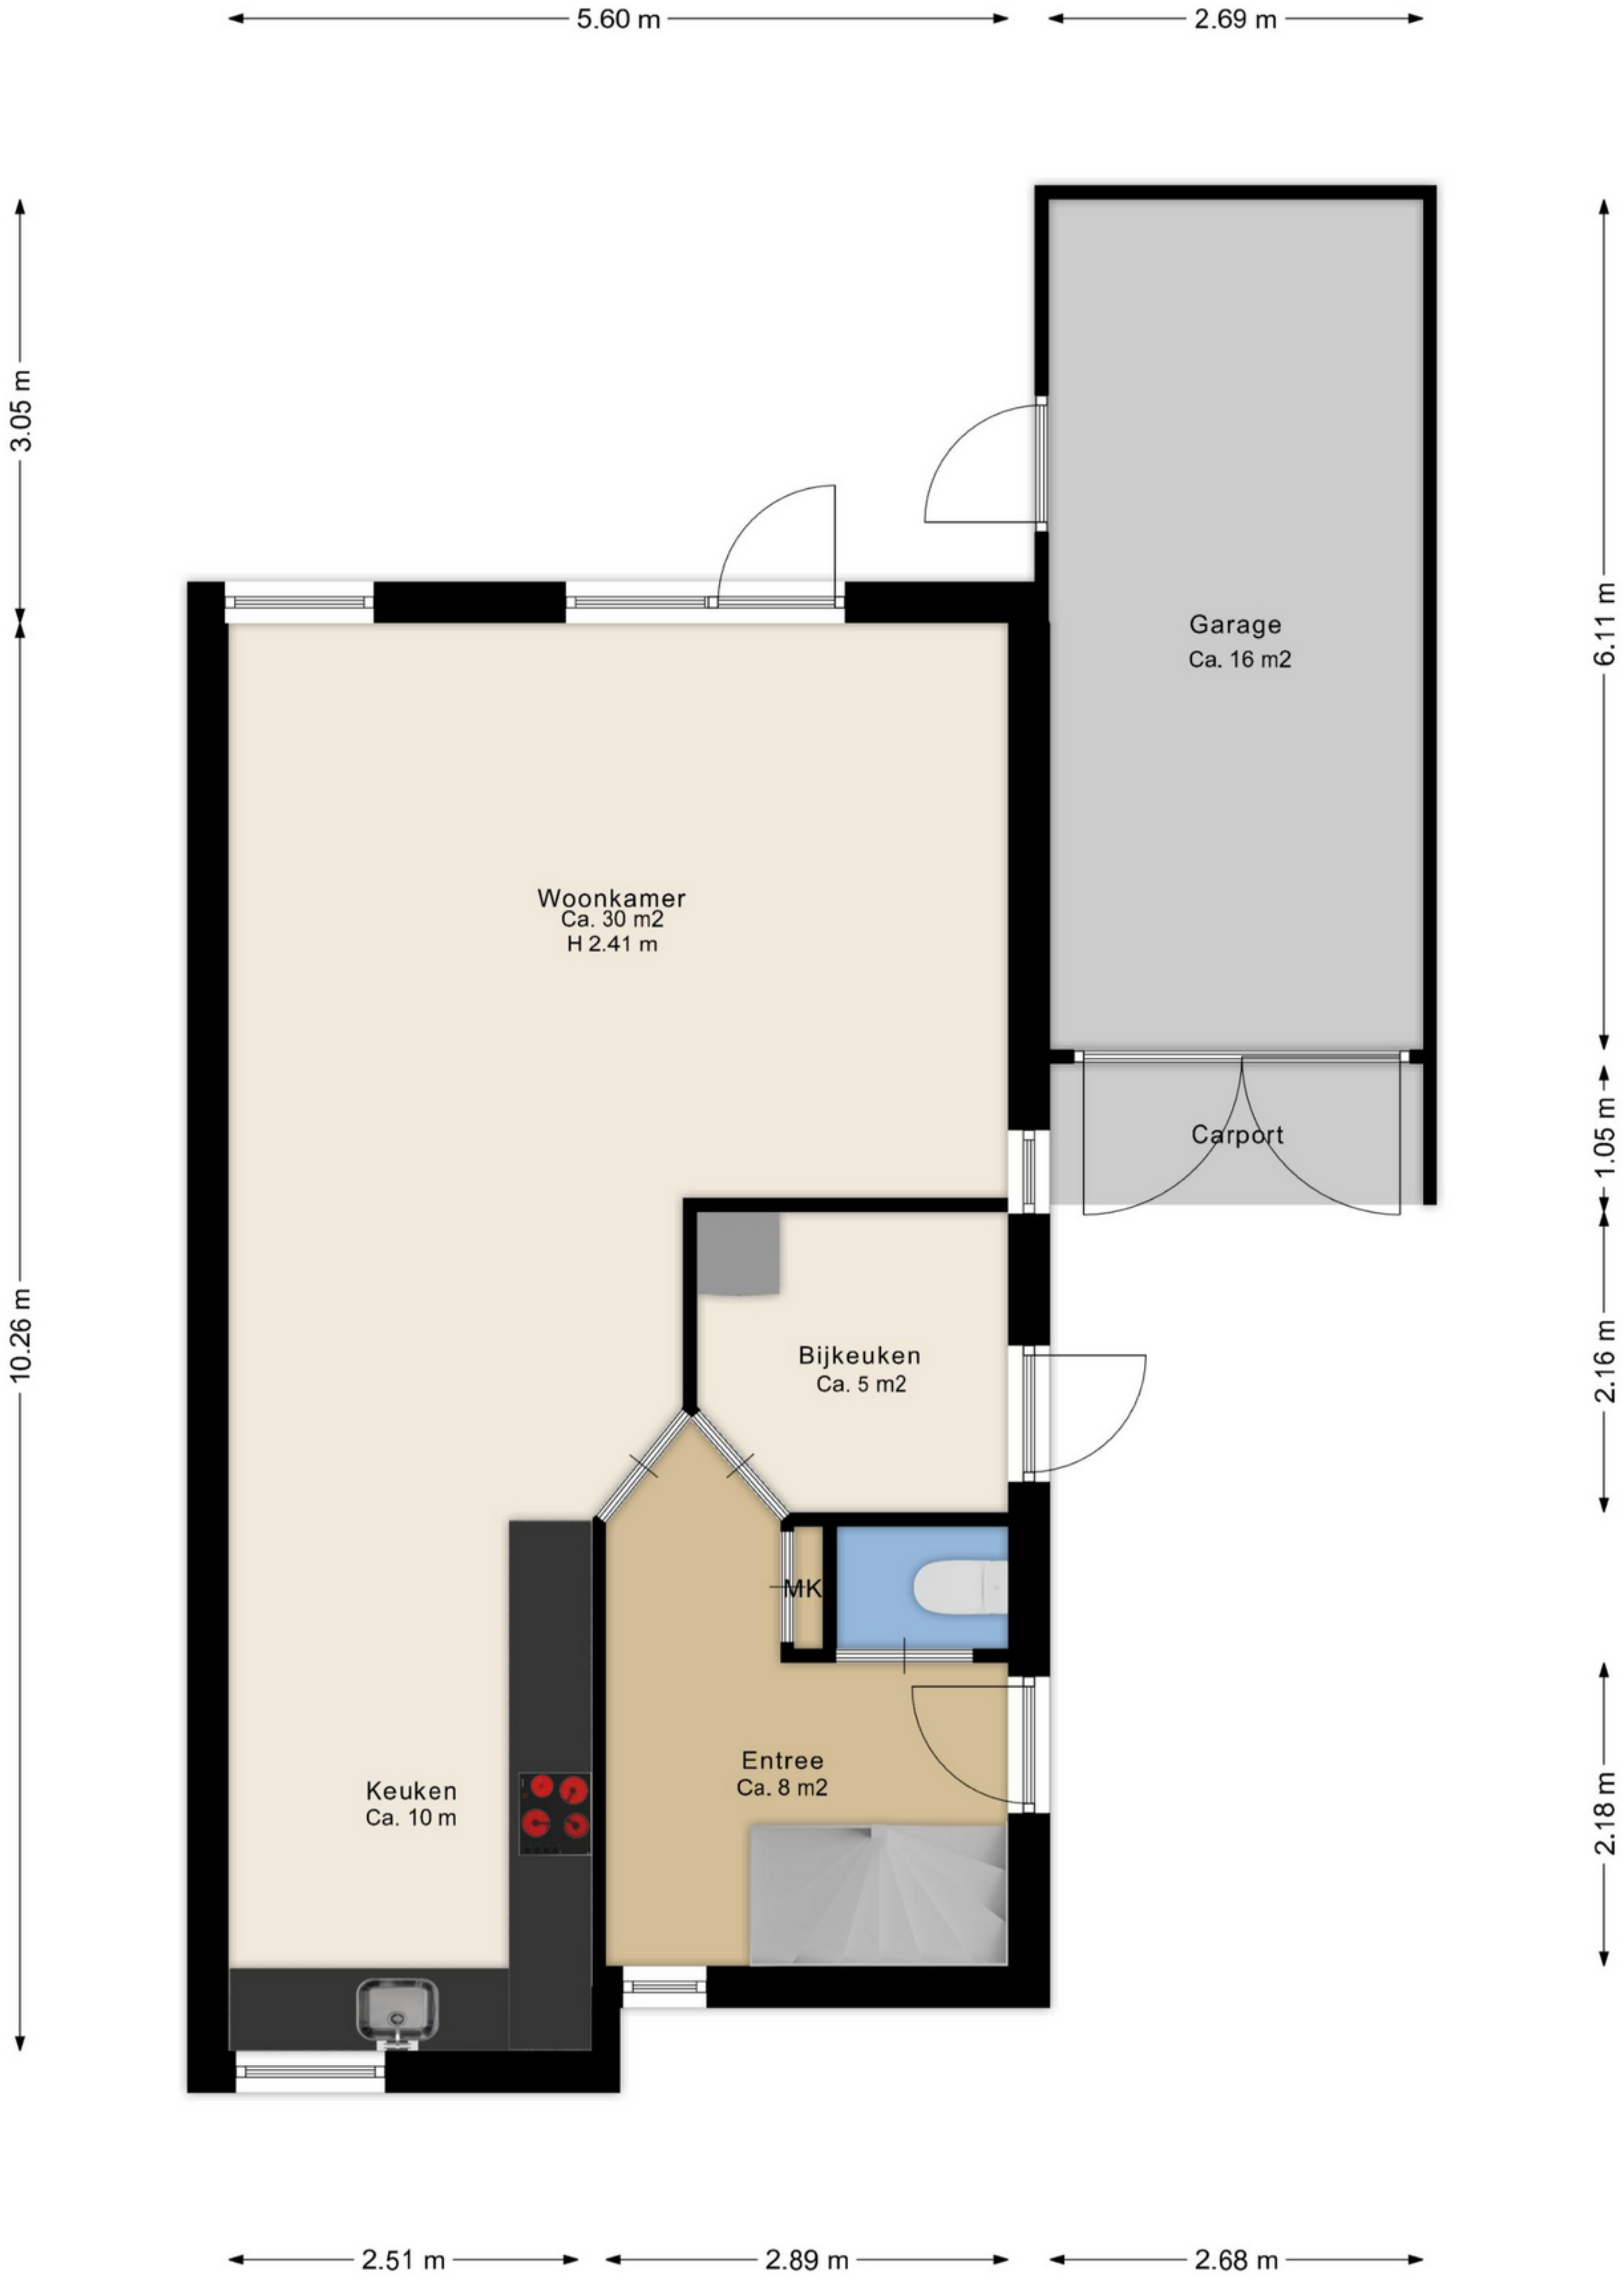 5.60 m
2.69 m
3.05 m
6.11 m
Garage
Ca. 16 m2
Woonkamer
Ca. 30 m2
H 2.41 m
1.05 m
Carport
10.26 m
2.16 m
Bijkeuken
Ca. 5 m2
MK
Entree
Ca. 8 m2
Keuken
Ca. 10 m
2.18 m
2.51 m
2.89 m
2.68 m